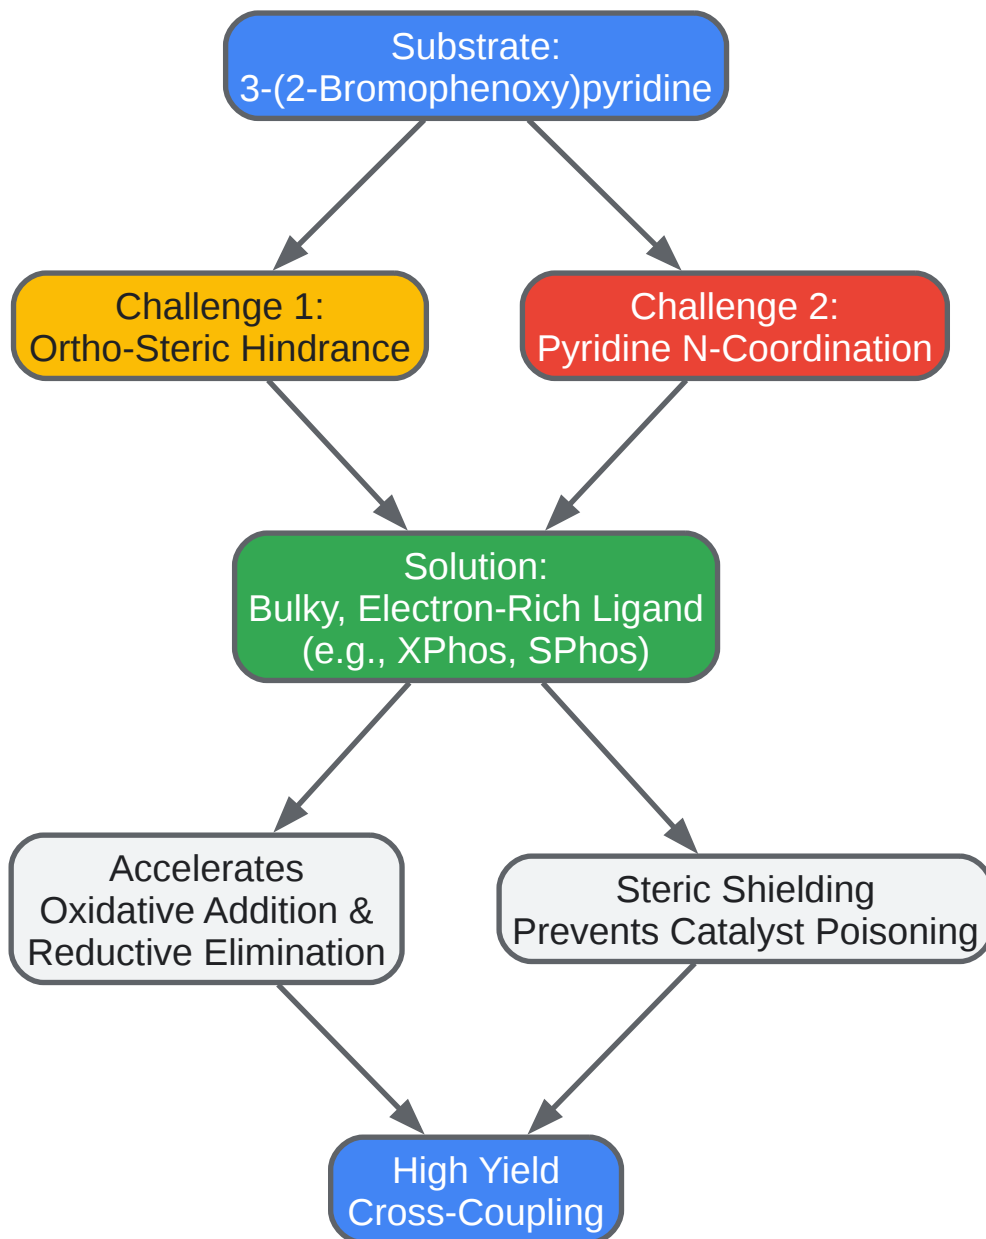 Substrate:
3-(2-Bromophenoxy)pyridine
Challenge 1:
Ortho-Steric Hindrance
Challenge 2:
Pyridine N-Coordination
Solution:
Bulky, Electron-Rich Ligand
(e.g., XPhos, SPhos)
Accelerates
Oxidative Addition &
Reductive Elimination
Steric Shielding
Prevents Catalyst Poisoning
High Yield
Cross-Coupling